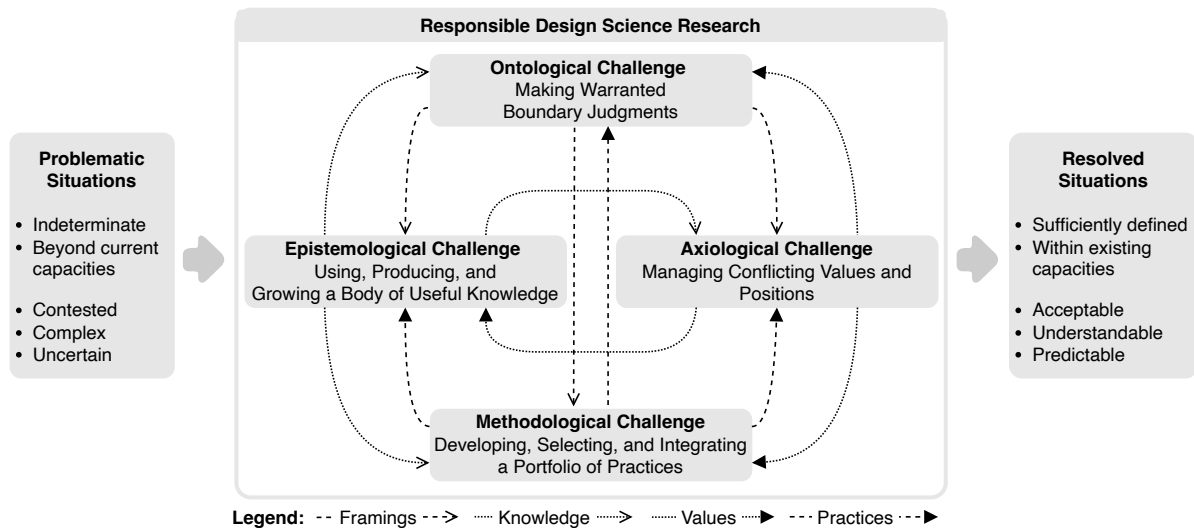 Responsible Design Science Research
Problematic
Situations
• Indeterminate
• Beyond current
capacities
• Contested
• Complex
• Uncertain
Ontological Challenge
Making Warranted
Boundary Judgments
Epistemological Challenge
Using, Producing, and
Growing a Body of Useful Knowledge
Axiological Challenge
Managing Conflicting Values and
Positions
Methodological Challenge
Developing, Selecting, and Integrating
a Portfolio of Practices
Resolved
Situations
• Sufficiently defined
• Within existing
capacities
• Acceptable
• Understandable
• Predictable
Legend: Framings Knowledge Values Practices